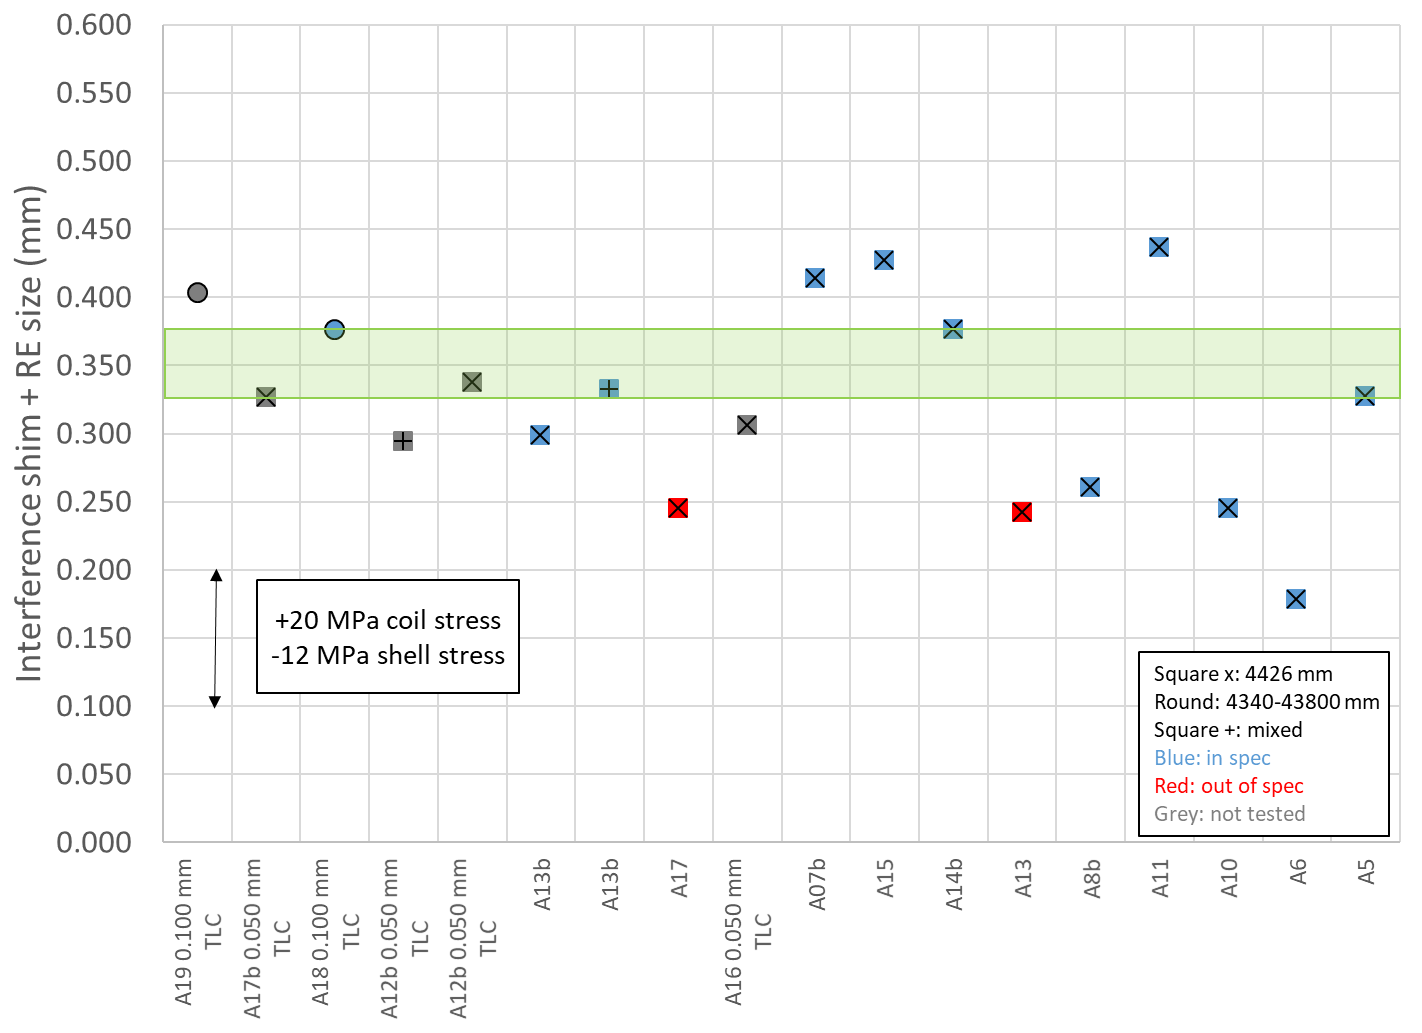 Interference shim + RE size (mm)
0.600
0.550
0.500
0.450
0.400
0.350
0.300
0.250
0.200
0.150
0.100
0.050
0.000
+20 MPa coil stress
-12 MPa shell stress
Square x: 4426 mm
Round: 4340-43800 mm
Square +: mixed
Blue: in spec
Red: out of spec
Grey: not tested
A19 0.100 mm
TLC
A17b 0.050 mm
TLC
A18 0.100 mm
TLC
A12b 0.050 mm
TLC
A12b 0.050 mm
TLC
A13b
A13b
A17
A16 0.050 mm
TLC
A07b
A15
A14b
A13
A8b
A11
A10
A6
A5